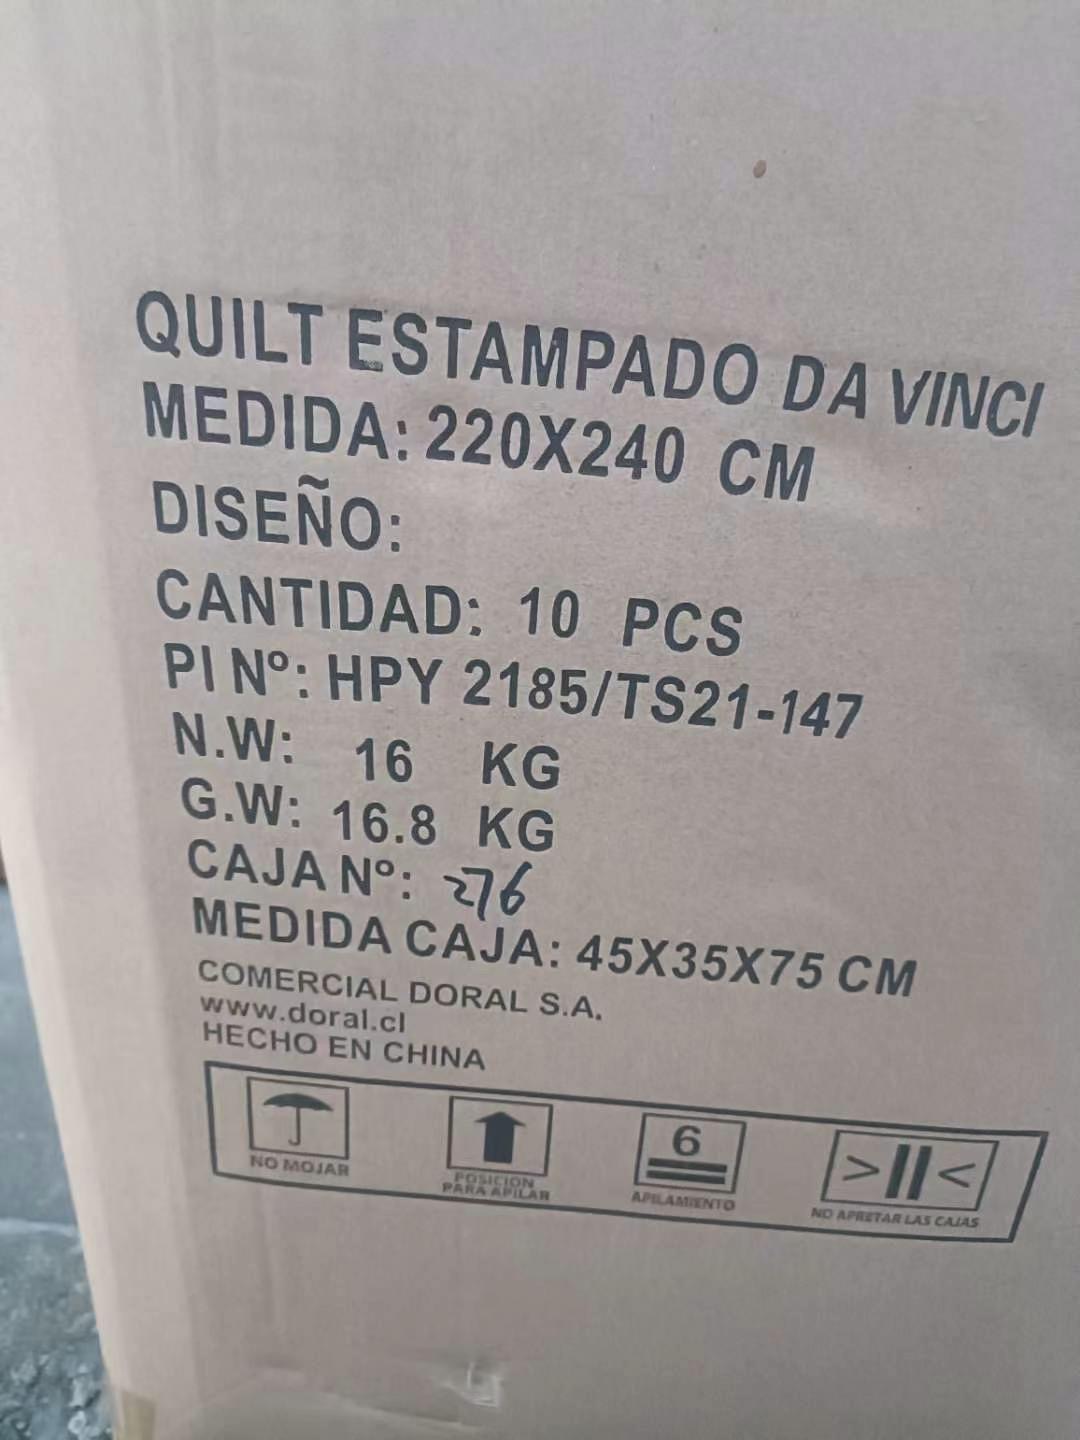 QUILT ESTAMPADO DA VINCI
MEDIDA: 220X240 CM
DISEÑO:
CANTIDAD: 10 PCS
PI Nº: HPY 2185/TS21-147
N.W: 16 KG
G.W: 16.8 KG
CAJA Nº: 276
MEDIDA CAJA: 45X35X75 CM
COMERCIAL DORAL S.A.
www.doral.cl
HECHO EN CHINA
6
>||<
NO MOJAR
POSICION
PARA APILAR
APILAMIENTO
NO APRETAR LAS CAJAS